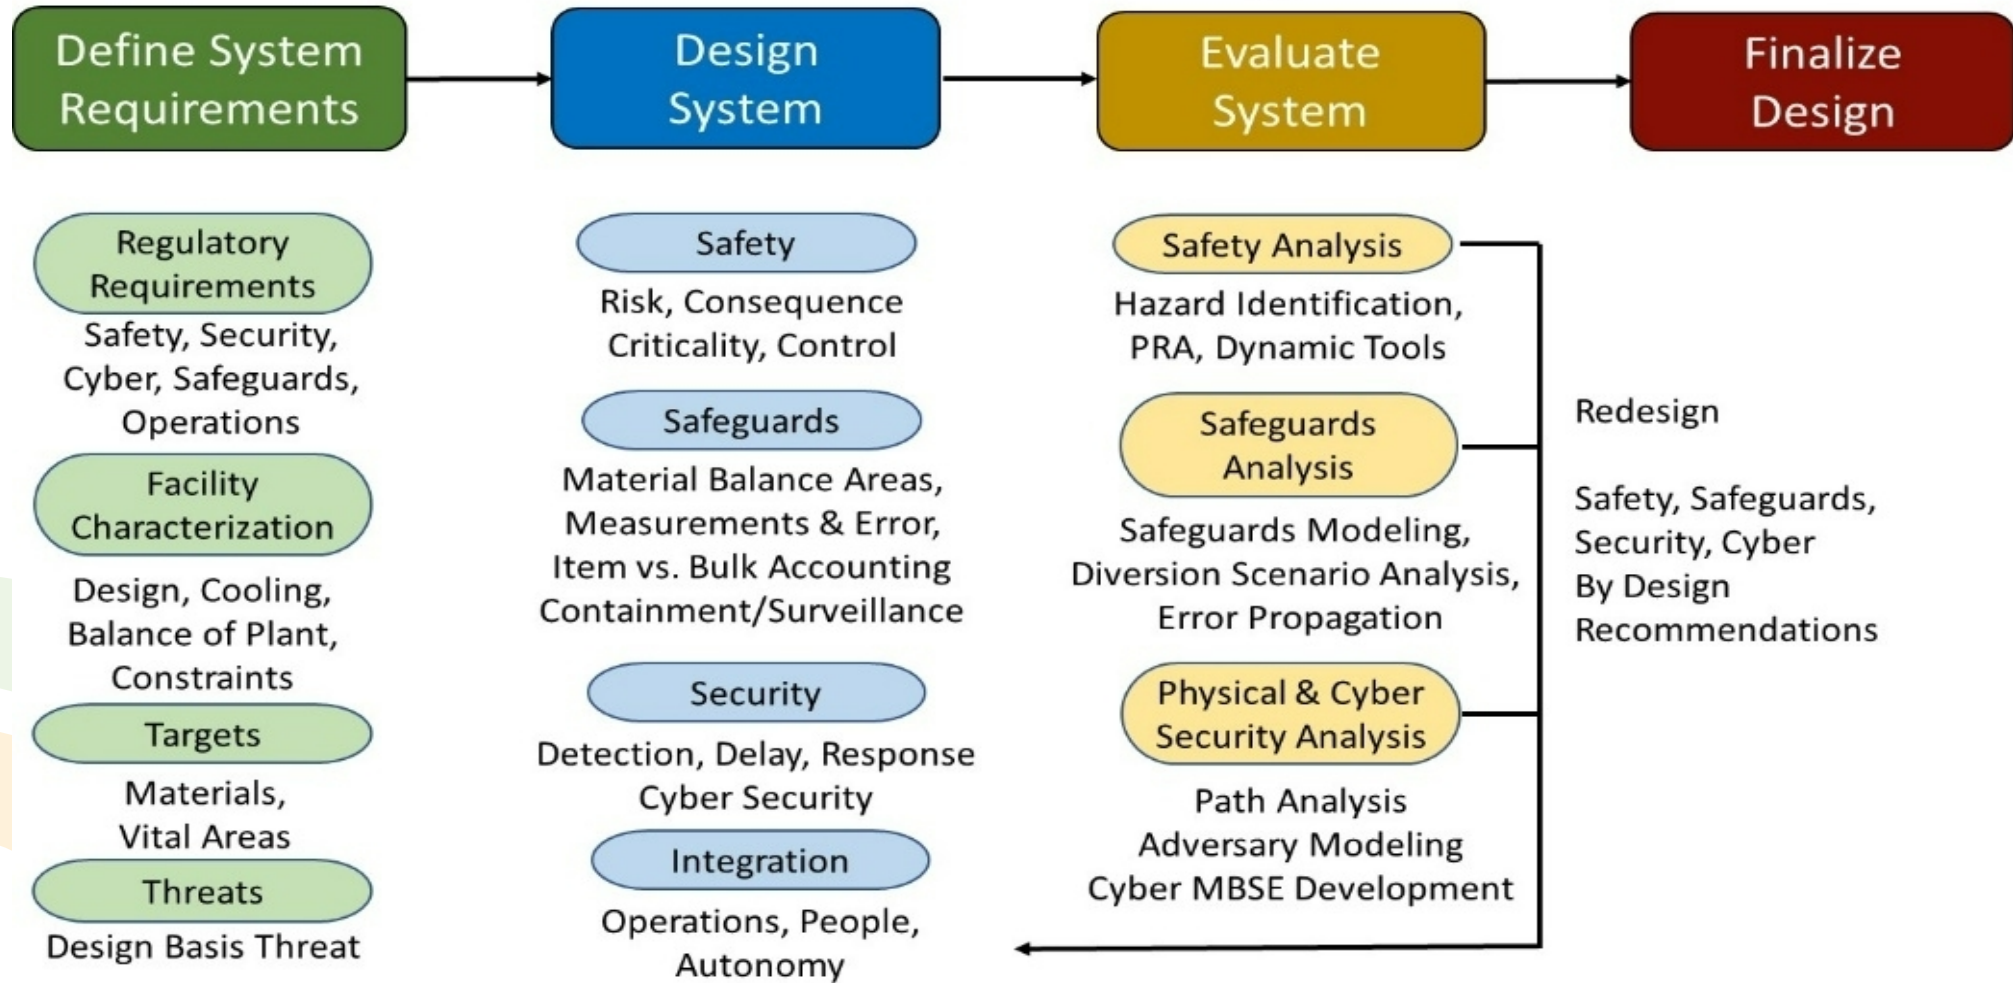 Define System
Requirements
Design
System
Evaluate
System
Finalize
Design
Regulatory
Requirements
Safety, Security,
Cyber, Safeguards,
Operations
Facility
Characterization
Design, Cooling,
Balance of Plant,
Constraints
Targets
Materials,
Vital Areas
Threats
Design Basis Threat
Safety
Risk, Consequence
Criticality, Control
Safeguards
Material Balance Areas,
Measurements & Error,
Item vs. Bulk Accounting
Containment/Surveillance
Security
Detection, Delay, Response
Cyber Security
Integration
Operations, People,
Autonomy
Safety Analysis
Hazard Identification,
PRA, Dynamic Tools
Safeguards
Analysis
Safeguards Modeling,
Diversion Scenario Analysis,
Error Propagation
Physical & Cyber
Security Analysis
Path Analysis
Adversary Modeling
Cyber MBSE Development
Redesign
Safety, Safeguards,
Security, Cyber
By Design
Recommendations